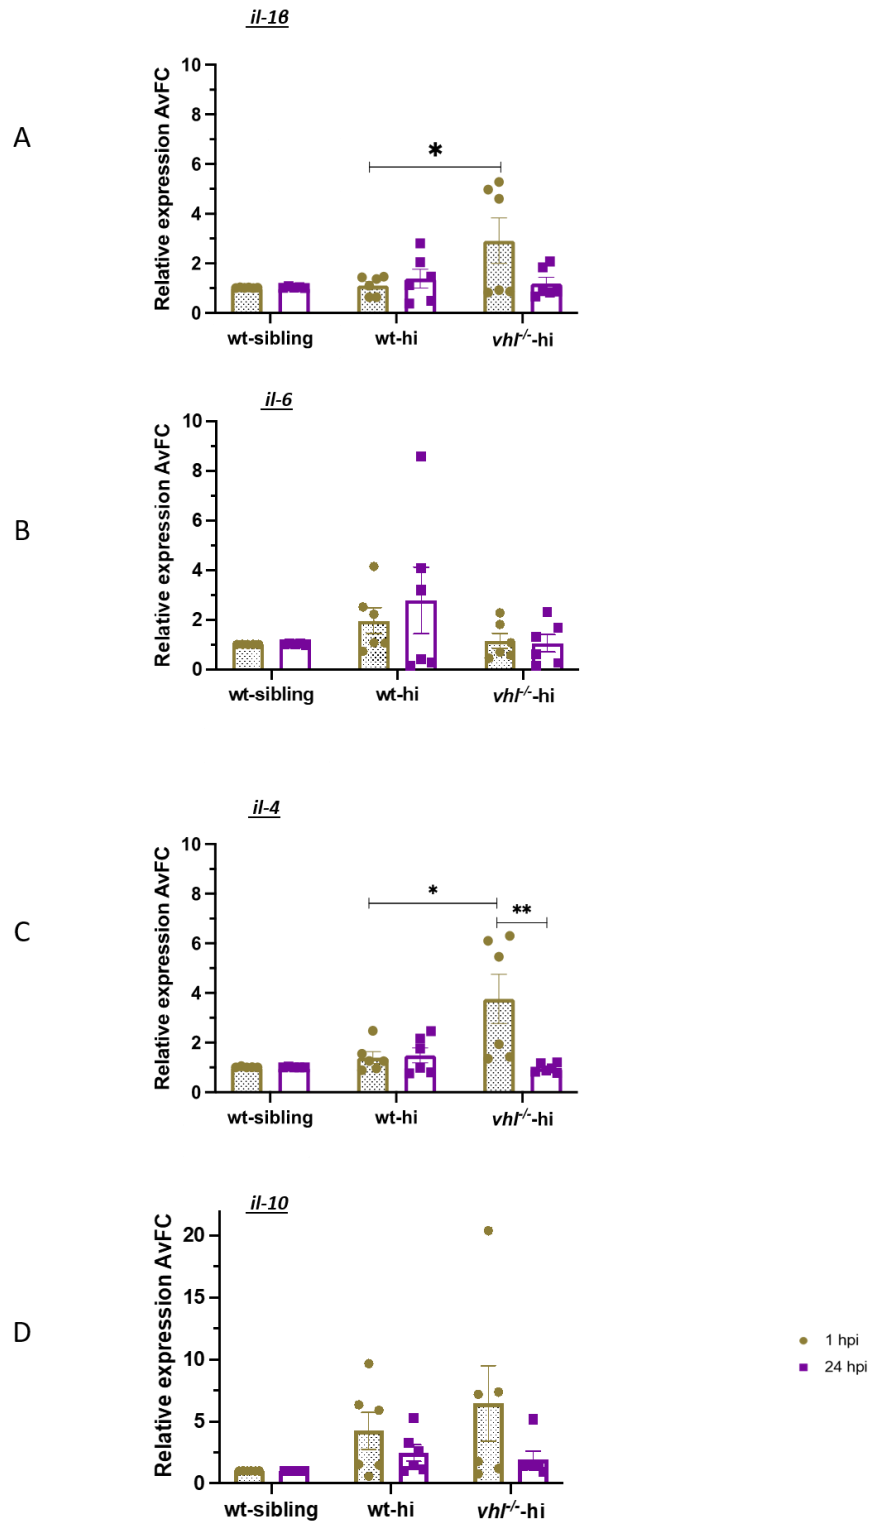 il-1β
A
Relative expression AvFC
10
8
6
4
2
0
*
wt-sibling
wt-hi
vhl-/--hi
il-6
B
Relative expression AvFC
10
8
6
4
2
0
wt-sibling
wt-hi
vhl-/--hi
il-4
C
Relative expression AvFC
10
8
6
4
2
0
*
**
wt-sibling
wt-hi
vhl-/--hi
il-10
D
Relative expression AvFC
20
15
10
5
0
wt-sibling
wt-hi
vhl-/--hi
1 hpi
24 hpi